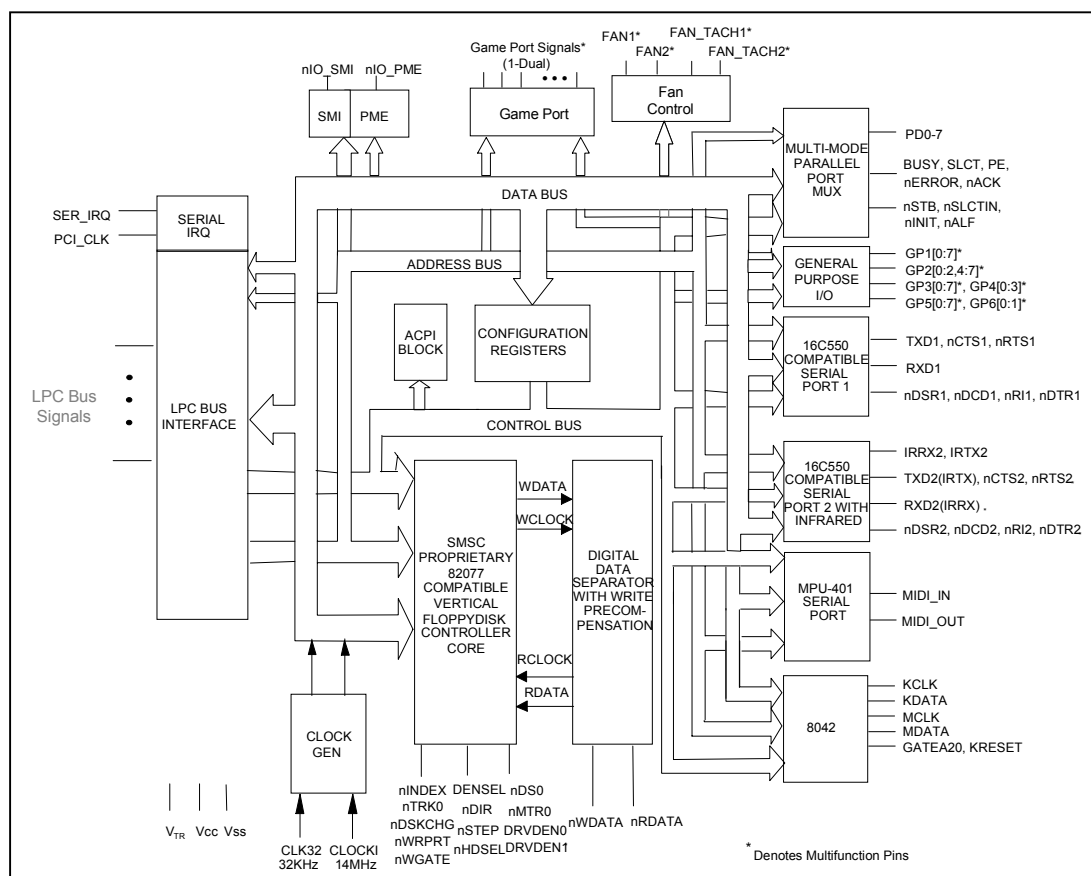 FAN1*
FAN_TACH1*
FAN2*
FAN_TACH2*
Game Port Signals*
(1-Dual)
nIO_SMI
nIO_PME
SMI
PME
Game Port
Fan
Control
MULTI-MODE
PARALLEL
PORT
MUX
PD0-7
BUSY, SLCT, PE,
nERROR, nACK
nSTB, nSLCTIN,
nINIT, nALF
DATA BUS
SER_IRQ
PCI_CLK
SERIAL
IRQ
ADDRESS BUS
GENERAL
PURPOSE
I/O
GP1[0:7]*
GP2[0:2,4:7]*
GP3[0:7]*, GP4[0:3]*
GP5[0:7]*, GP6[0:1]*
ACPI
BLOCK
CONFIGURATION
REGISTERS
16C550
COMPATIBLE
SERIAL
PORT 1
TXD1, nCTS1, nRTS1
RXD1
nDSR1, nDCD1, nRI1, nDTR1
LPC Bus
Signals
LPC BUS
INTERFACE
CONTROL BUS
16C550
COMPATIBLE
SERIAL
PORT 2 WITH
INFRARED
IRRX2, IRTX2
TXD2(IRTX), nCTS2, nRTS2
RXD2(IRRX) .
nDSR2, nDCD2, nRI2, nDTR2
WDATA
WCLOCK
SMSC
PROPRIETARY
82077
COMPATIBLE
VERTICAL
FLOPPYDISK
CONTROLLER
CORE
DIGITAL
DATA
SEPARATOR
WITH WRITE
PRECOM-
PENSATION
RCLOCK
RDATA
MPU-401
SERIAL
PORT
MIDI_IN
MIDI_OUT
8042
KCLK
KDATA
MCLK
MDATA
GATEA20, KRESET
CLOCK
GEN
VTR
Vcc
Vss
CLK32
32KHz
CLOCKI
14MHz
nINDEX
nTRK0
nDSKCHG
nWRPRT
nWGATE
DENSEL
nDIR
nSTEP
nHDSEL
nDS0
nMTR0
DRVDEN0
DRVDEN1
nWDATA
nRDATA
* Denotes Multifunction Pins